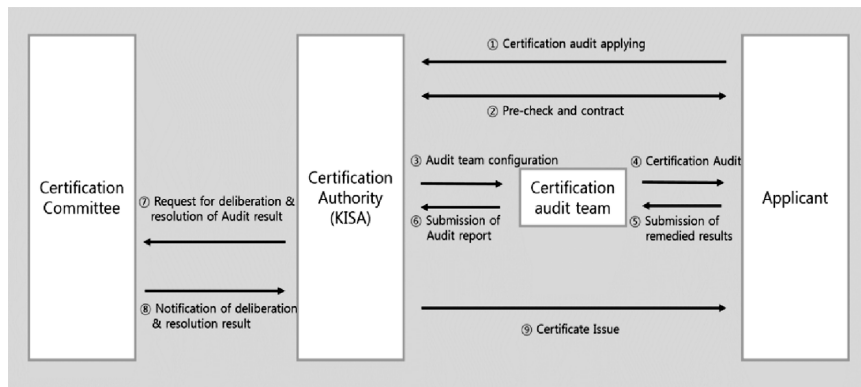 ① Certification audit applying
② Pre-check and contract
Certification
Committee
⑦ Request for deliberation &
resolution of Audit result
⑧ Notification of deliberation
& resolution result
Certification
Authority
(KISA)
③ Audit team configuration
④ Certification Audit
Certification
audit team
⑥ Submission of
Audit report
⑤ Submission of
remedied results
Applicant
⑨ Certificate Issue